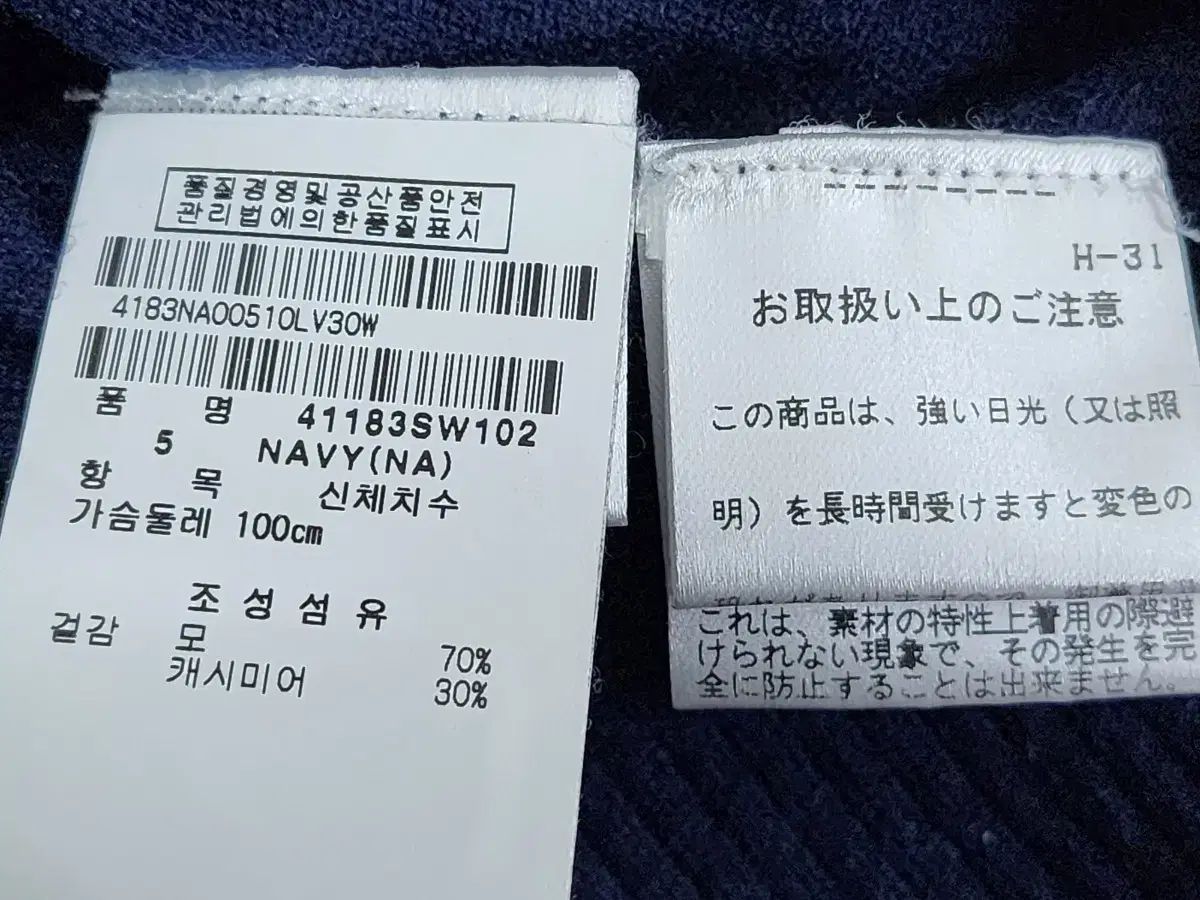 품질경영및공산품안전
관리법에의한품질표시
4183NA00510LV30W
품 명 41183SW102
5 NAVY(NA)
항 목 신체치수
가슴둘레 100cm
조성섬유
겉감 모 70%
캐시미어 30%
H-31
お取扱い上のご注意
この商品は、強い日光（又は照
明）を長時間受けますと変色の
これは、素材の特性上着用の際避
けられない現象で、その発生を完
全に防止することは出来ません。